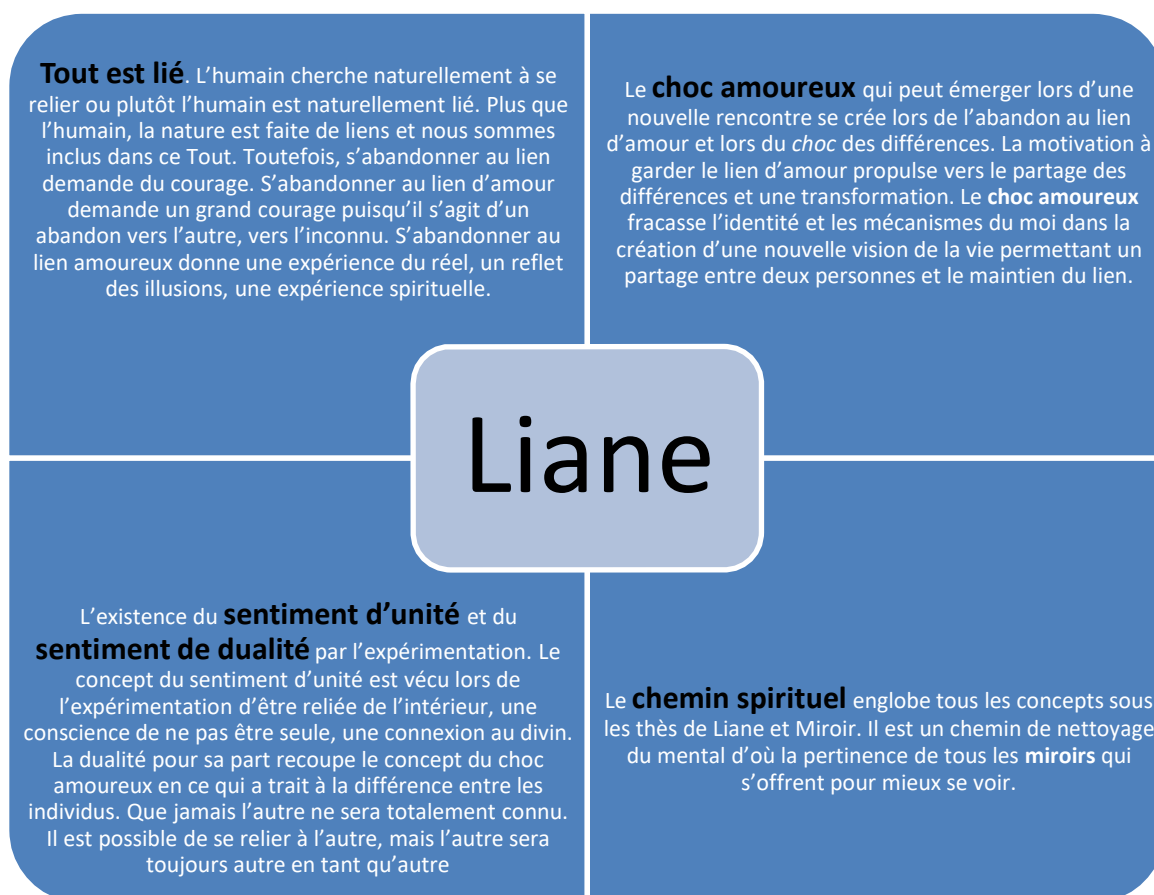 Tout est lié. L’humain cherche naturellement à se
relier ou plutôt l’humain est naturellement lié. Plus que
l’humain, la nature est faite de liens et nous sommes
inclus dans ce Tout. Toutefois, s’abandonner au lien
demande du courage. S’abandonner au lien d’amour
demande un grand courage puisqu’il s’agit d’un
abandon vers l’autre, vers l’inconnu. S’abandonner au
lien amoureux donne une expérience du réel, un reflet
des illusions, une expérience spirituelle.
Le choc amoureux qui peut émerger lors d’une
nouvelle rencontre se crée lors de l’abandon au lien
d’amour et lors du choc des différences. La motivation à
garder le lien d’amour propulse vers le partage des
différences et une transformation. Le choc amoureux
fracasse l’identité et les mécanismes du moi dans la
création d’une nouvelle vision de la vie permettant un
partage entre deux personnes et le maintien du lien.
Liane
L’existence du sentiment d’unité et du
sentiment de dualité par l’expérimentation. Le
concept du sentiment d’unité est vécu lors de
l’expérimentation d’être reliée de l’intérieur, une
conscience de ne pas être seule, une connexion au divin.
La dualité pour sa part recoupe le concept du choc
amoureux en ce qui a trait à la différence entre les
individus. Que jamais l’autre ne sera totalement connu.
Il est possible de se relier à l’autre, mais l’autre sera
toujours autre en tant qu’autre
Le chemin spirituel englobe tous les concepts sous
les thès de Liane et Miroir. Il est un chemin de nettoyage
du mental d’où la pertinence de tous les miroirs qui
s’offrent pour mieux se voir.